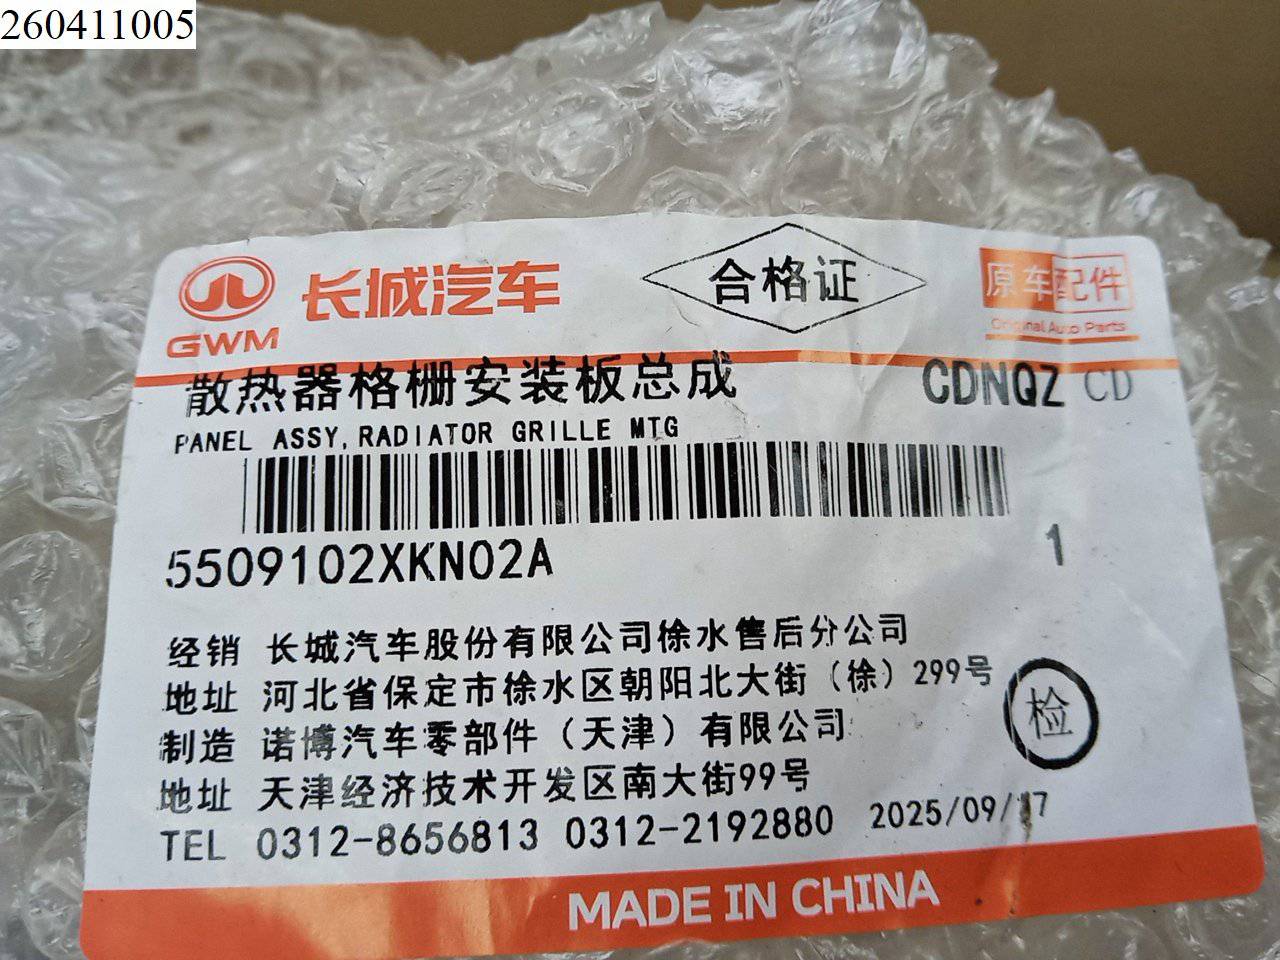 260411005
GWM 长城汽车
合格证
原车配件
Original Auto Parts
散热器格栅安装板总成
CDNQZ CD
PANEL ASSY,RADIATOR GRILLE MTG
5509102XKN02A
1
经销 长城汽车股份有限公司徐水售后分公司
地址 河北省保定市徐水区朝阳北大街（徐）299号
制造 诺博汽车零部件（天津）有限公司
检
地址 天津经济技术开发区南大街99号
TEL 0312-8656813 0312-2192880 2025/09/17
MADE IN CHINA